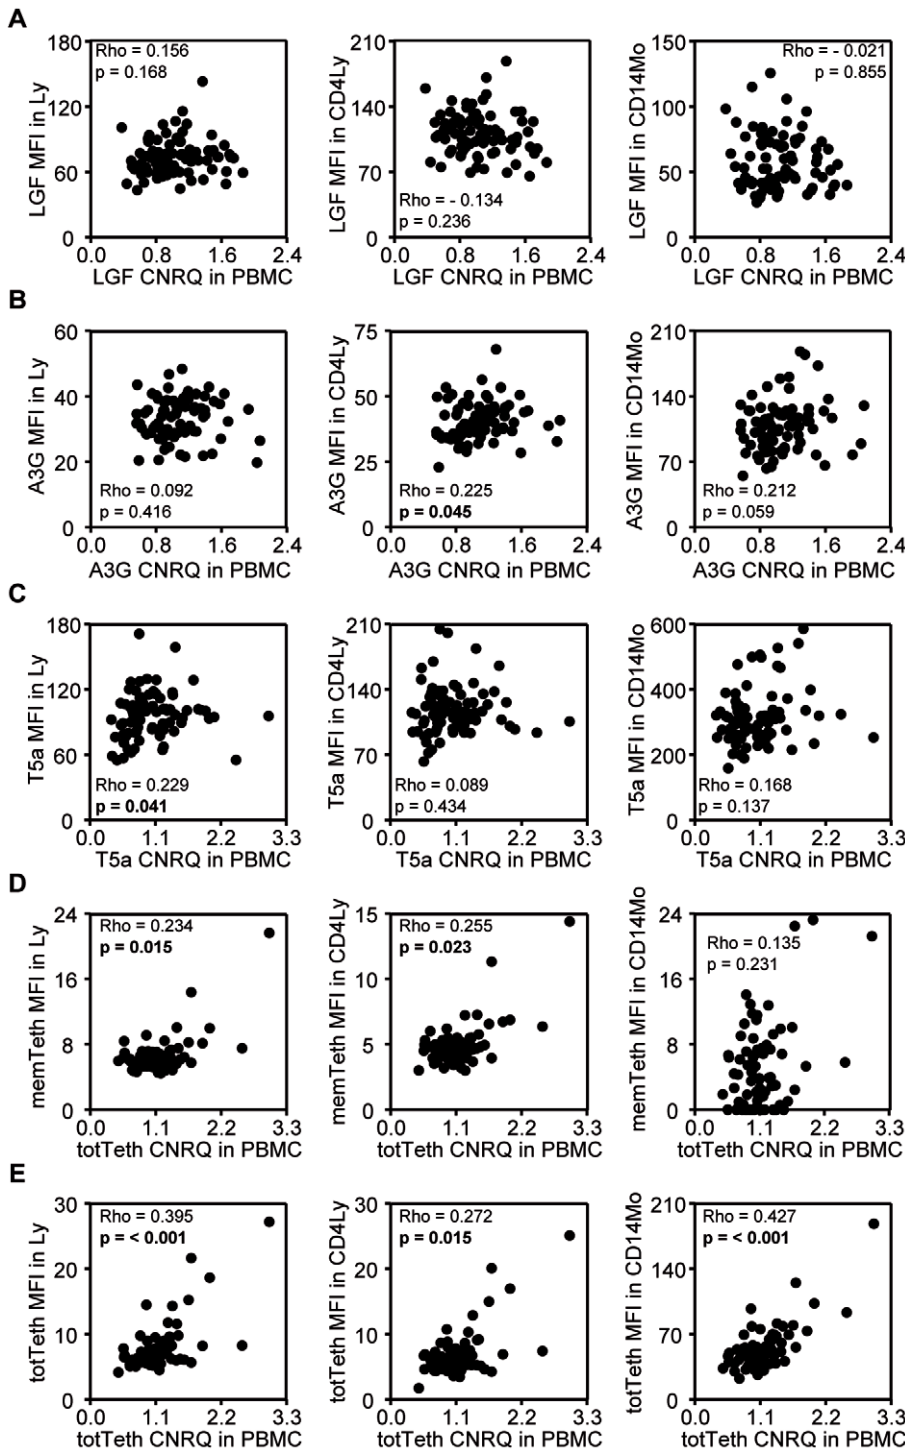 A
LGF MFI in Ly
180
120
60
0
Rho = 0.156
p = 0.168
0.0 0.8 1.6 2.4
LGF CNRQ in PBMC
LGF MFI in CD4Ly
210
140
70
0
Rho = - 0.134
p = 0.236
0.0 0.8 1.6 2.4
LGF CNRQ in PBMC
LGF MFI in CD14Mo
150
100
50
0
Rho = - 0.021
p = 0.855
0.0 0.8 1.6 2.4
LGF CNRQ in PBMC
B
A3G MFI in Ly
60
40
20
0
Rho = 0.092
p = 0.416
0.0 0.8 1.6 2.4
A3G CNRQ in PBMC
A3G MFI in CD4Ly
75
50
25
0
Rho = 0.225
p = 0.045
0.0 0.8 1.6 2.4
A3G CNRQ in PBMC
A3G MFI in CD14Mo
210
140
70
0
Rho = 0.212
p = 0.059
0.0 0.8 1.6 2.4
A3G CNRQ in PBMC
C
T5a MFI in Ly
180
120
60
0
Rho = 0.229
p = 0.041
0.0 1.1 2.2 3.3
T5a CNRQ in PBMC
T5a MFI in CD4Ly
210
140
70
0
Rho = 0.089
p = 0.434
0.0 1.1 2.2 3.3
T5a CNRQ in PBMC
T5a MFI in CD14Mo
600
400
200
0
Rho = 0.168
p = 0.137
0.0 1.1 2.2 3.3
T5a CNRQ in PBMC
D
memTeth MFI in Ly
24
16
8
0
Rho = 0.234
p = 0.015
0.0 1.1 2.2 3.3
totTeth CNRQ in PBMC
memTeth MFI in CD4Ly
15
10
5
0
Rho = 0.255
p = 0.023
0.0 1.1 2.2 3.3
totTeth CNRQ in PBMC
memTeth MFI in CD14Mo
24
16
8
0
Rho = 0.135
p = 0.231
0.0 1.1 2.2 3.3
totTeth CNRQ in PBMC
E
totTeth MFI in Ly
30
20
10
0
Rho = 0.395
p = < 0.001
0.0 1.1 2.2 3.3
totTeth CNRQ in PBMC
totTeth MFI in CD4Ly
30
20
10
0
Rho = 0.272
p = 0.015
0.0 1.1 2.2 3.3
totTeth CNRQ in PBMC
totTeth MFI in CD14Mo
210
140
70
0
Rho = 0.427
p = < 0.001
0.0 1.1 2.2 3.3
totTeth CNRQ in PBMC